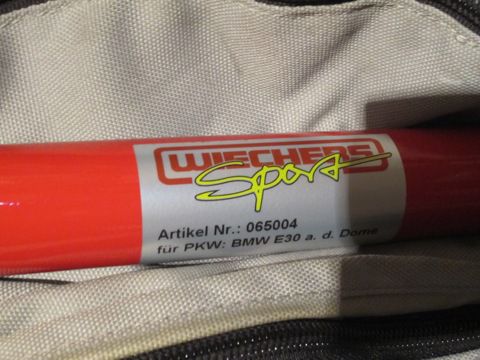 WIECHERS
Sport
Artikel Nr.: 065004
für PKW: BMW E30 a. d. Dome